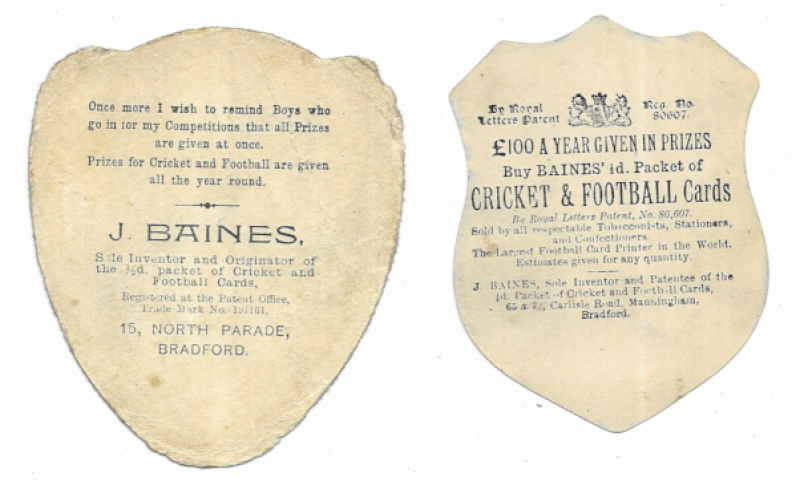 Once more I wish to remind Boys who
go in for my Competitions that all Prizes
are given at once.
Prizes for Cricket and Football are given
all the year round.
J. BAINES,
Sole Inventor and Originator of
the ½d. packet of Cricket and
Football Cards,
Registered at the Patent Office,
Trade Mark No. 197161,
15, NORTH PARADE,
BRADFORD.
By Royal
Letters Patent
Reg. No.
80607.
£100 A YEAR GIVEN IN PRIZES
Buy BAINES' ½d. Packet of
CRICKET & FOOTBALL Cards
By Royal Letters Patent, No. 80,607.
Sold by all respectable Tobacconists, Stationers,
and Confectioners.
The Largest Football Card Printer in the World.
Estimates given for any quantity.
J. BAINES, Sole Inventor and Patentee of the
½d. Packet of Cricket and Football Cards,
65 & Carlisle Road, Manningham,
Bradford.